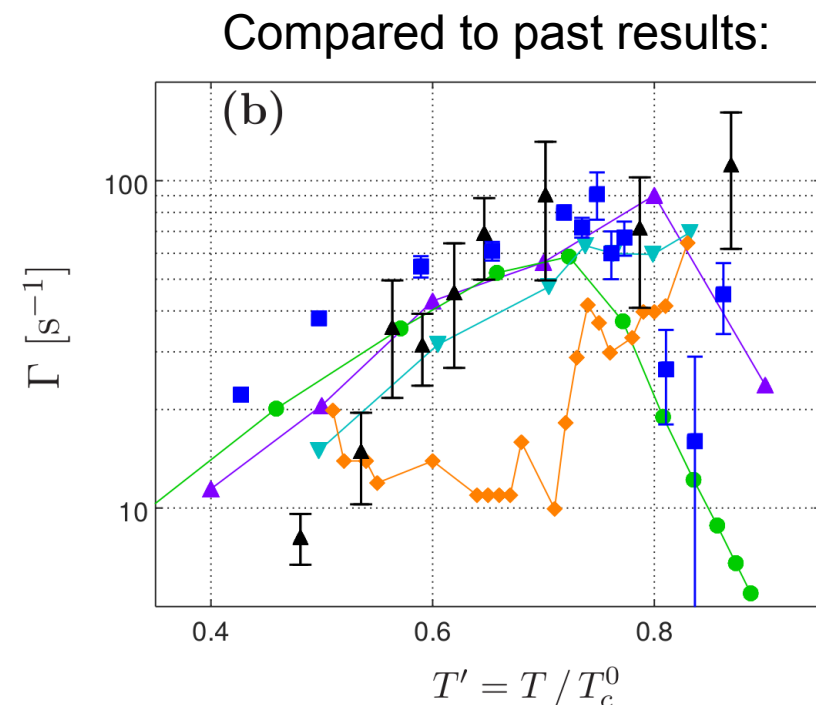 Compared to past results:
(b)
100
10
Γ [s⁻¹]
0.4 0.6 0.8
T′ = T / T_c^0